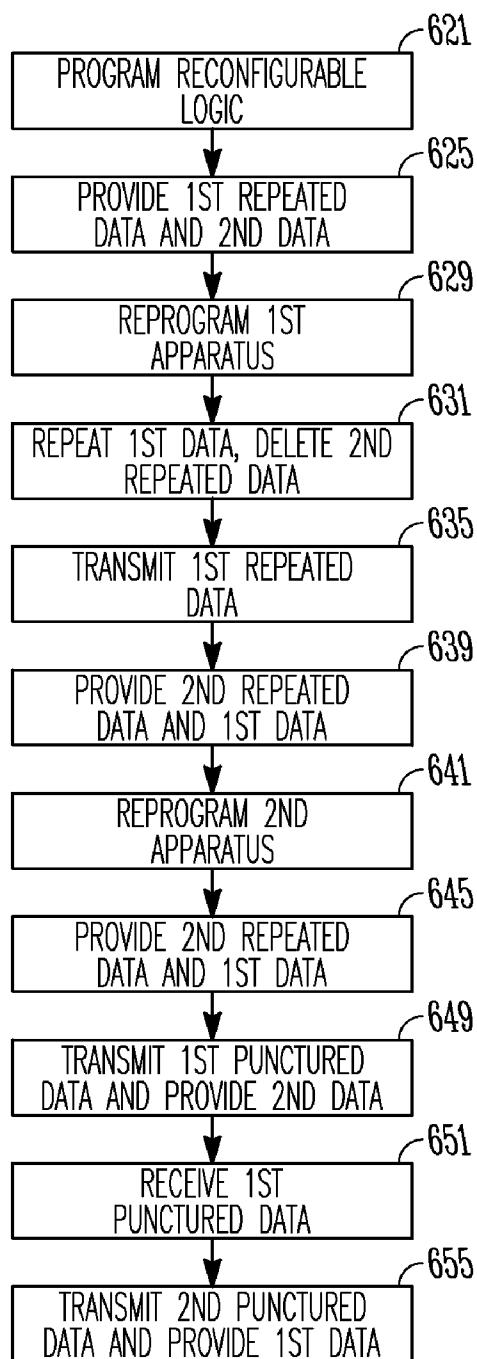 621
PROGRAM RECONFIGURABLE
LOGIC
625
PROVIDE 1ST REPEATED
DATA AND 2ND DATA
629
REPROGRAM 1ST
APPARATUS
631
REPEAT 1ST DATA, DELETE 2ND
REPEATED DATA
635
TRANSMIT 1ST REPEATED
DATA
639
PROVIDE 2ND REPEATED
DATA AND 1ST DATA
641
REPROGRAM 2ND
APPARATUS
645
PROVIDE 2ND REPEATED
DATA AND 1ST DATA
649
TRANSMIT 1ST PUNCTURED
DATA AND PROVIDE 2ND DATA
651
RECEIVE 1ST
PUNCTURED DATA
655
TRANSMIT 2ND PUNCTURED
DATA AND PROVIDE 1ST DATA